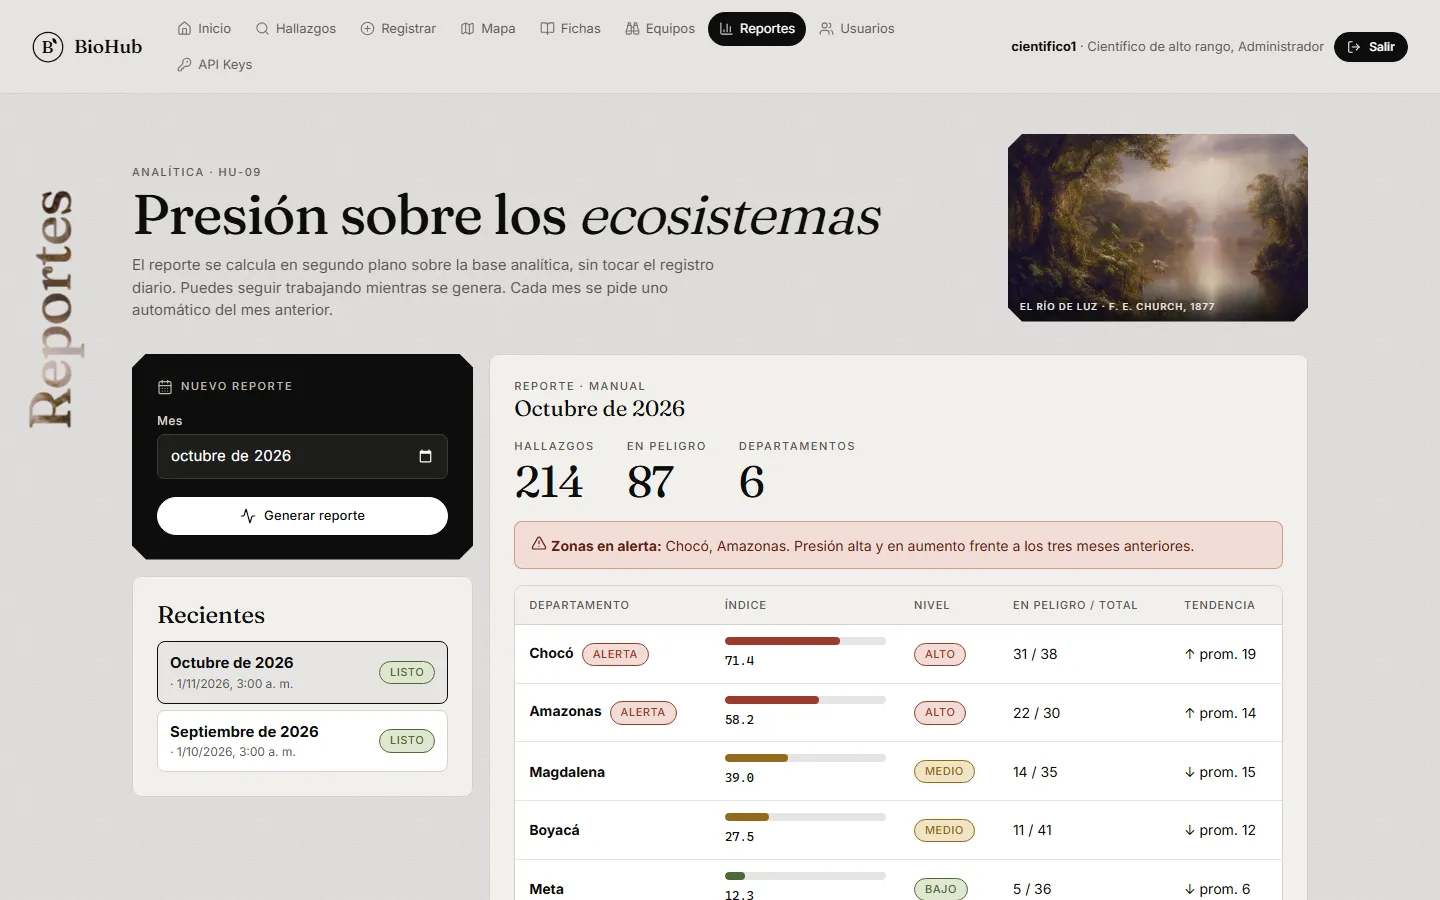 BioHub
Inicio
Hallazgos
Registrar
Mapa
Fichas
Equipos
Reportes
Usuarios
API Keys
cientifico1 · Científico de alto rango, Administrador
Salir
Reportes
ANALÍTICA · HU-09
Presión sobre los ecosistemas
El reporte se calcula en segundo plano sobre la base analítica, sin tocar el registro
diario. Puedes seguir trabajando mientras se genera. Cada mes se pide uno
automático del mes anterior.
EL RÍO DE LUZ · F. E. CHURCH, 1877
NUEVO REPORTE
Mes
octubre de 2026
Generar reporte
Recientes
Octubre de 2026
· 1/11/2026, 3:00 a. m.
LISTO
Septiembre de 2026
· 1/10/2026, 3:00 a. m.
LISTO
REPORTE · MANUAL
Octubre de 2026
HALLAZGOS EN PELIGRO DEPARTAMENTOS
214 87 6
Zonas en alerta: Chocó, Amazonas. Presión alta y en aumento frente a los tres meses anteriores.
DEPARTAMENTO ÍNDICE NIVEL EN PELIGRO / TOTAL TENDENCIA
Chocó ALERTA 71.4 ALTO 31 / 38 ↑ prom. 19
Amazonas ALERTA 58.2 ALTO 22 / 30 ↑ prom. 14
Magdalena 39.0 MEDIO 14 / 35 ↓ prom. 15
Boyacá 27.5 MEDIO 11 / 41 ↓ prom. 12
Meta 12.3 BAJO 5 / 36 ↓ prom. 6